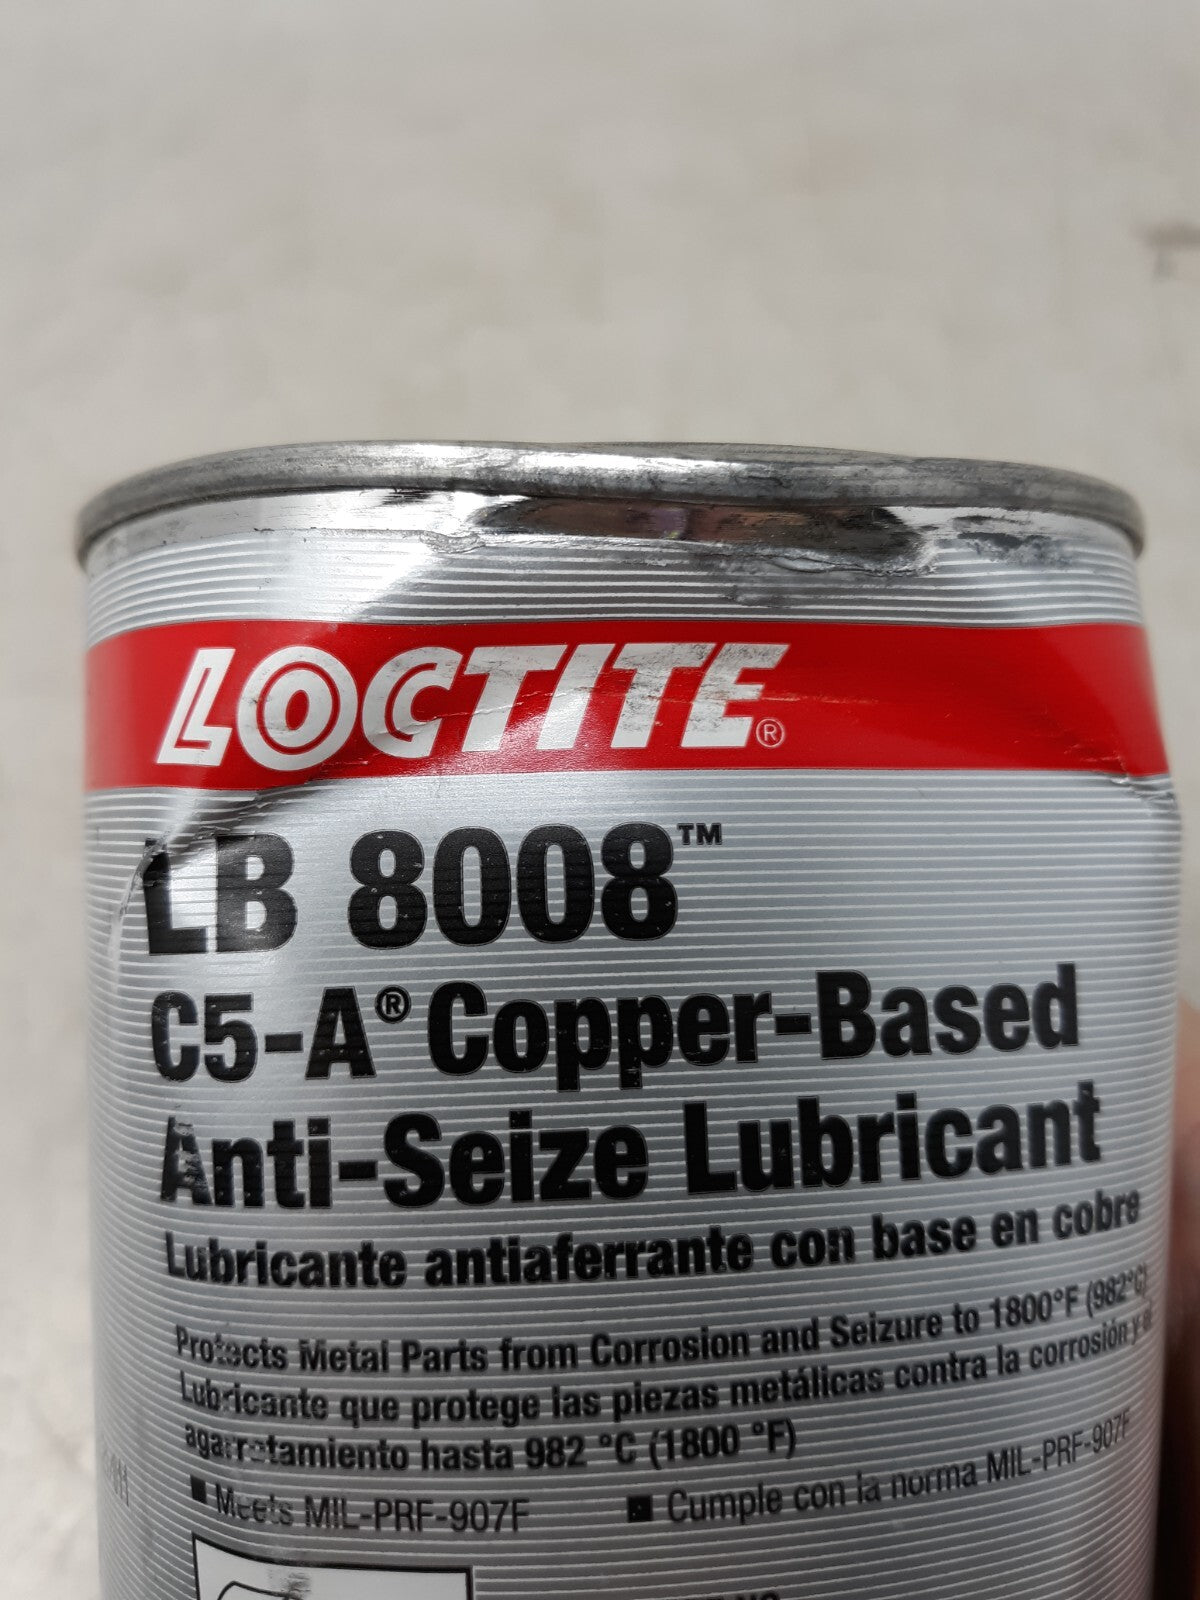 LOCTITE®
LB 8008™
C5-A® Copper-Based
Anti-Seize Lubricant
Lubricante antiaferrante con base en cobre
Protects Metal Parts from Corrosion and Seizure to 1800°F (982°C)
Lubricante que protege las piezas metálicas contra la corrosión y el
agarrotamiento hasta 982 °C (1800 °F)
■ Meets MIL-PRF-907F ■ Cumple con la norma MIL-PRF-907F